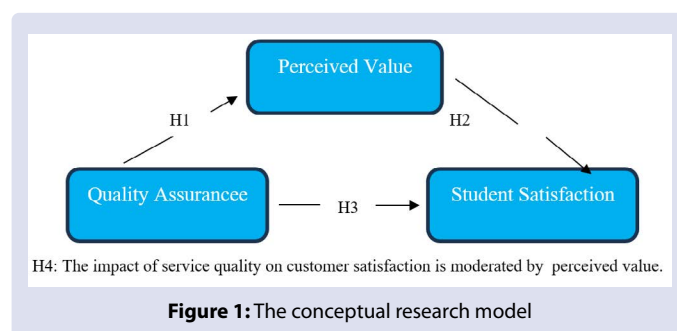 Perceived Value
H1
H2
Quality Assurancee
Student Satisfaction
H3
H4: The impact of service quality on customer satisfaction is moderated by perceived value.
Figure 1: The conceptual research model